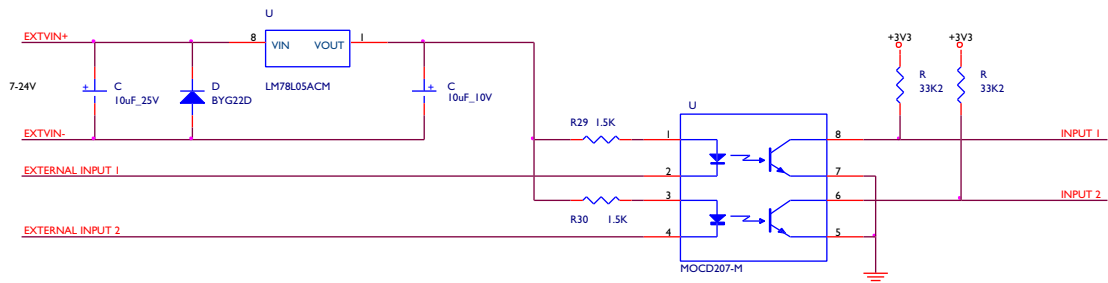 U
EXTVIN+
8
VIN
VOUT
1
+3V3
+3V3
7-24V
C
10uF_25V
D
BYG22D
LM78L05ACM
C
10uF_10V
R
33K2
R
33K2
U
EXTVIN-
R29 1.5K
1
8
INPUT 1
EXTERNAL INPUT 1
2
7
3
6
INPUT 2
R30 1.5K
EXTERNAL INPUT 2
4
5
MOCD207-M